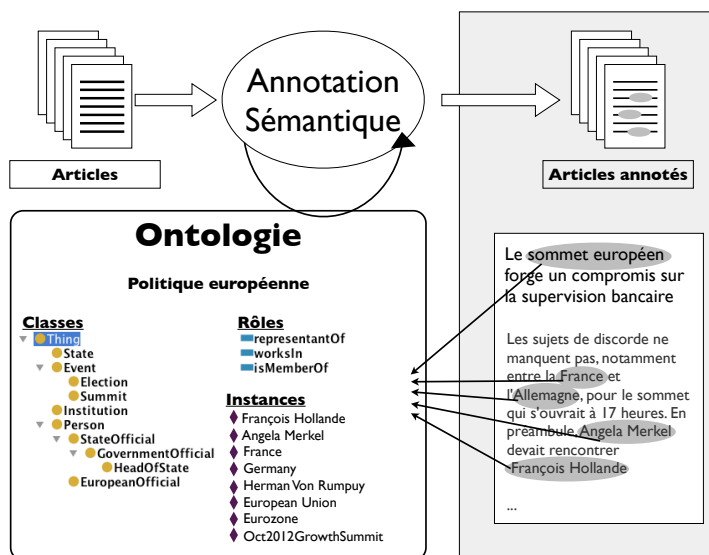 Annotation
Sémantique
Articles
Articles annotés
Ontologie
Politique européenne
Classes
Thing
State
Event
Election
Summit
Institution
Person
StateOfficial
GovernmentOfficial
HeadOfState
EuropeanOfficial
Rôles
representantOf
worksIn
isMemberOf
Instances
François Hollande
Angela Merkel
France
Germany
Herman Von Rumpuy
European Union
Eurozone
Oct2012GrowthSummit
Le sommet européen
forge un compromis sur
la supervision bancaire
Les sujets de discorde ne
manquent pas, notamment
entre la France et
l'Allemagne, pour le sommet
qui s'ouvrait à 17 heures. En
préambule, Angela Merkel
devait rencontrer
François Hollande
...